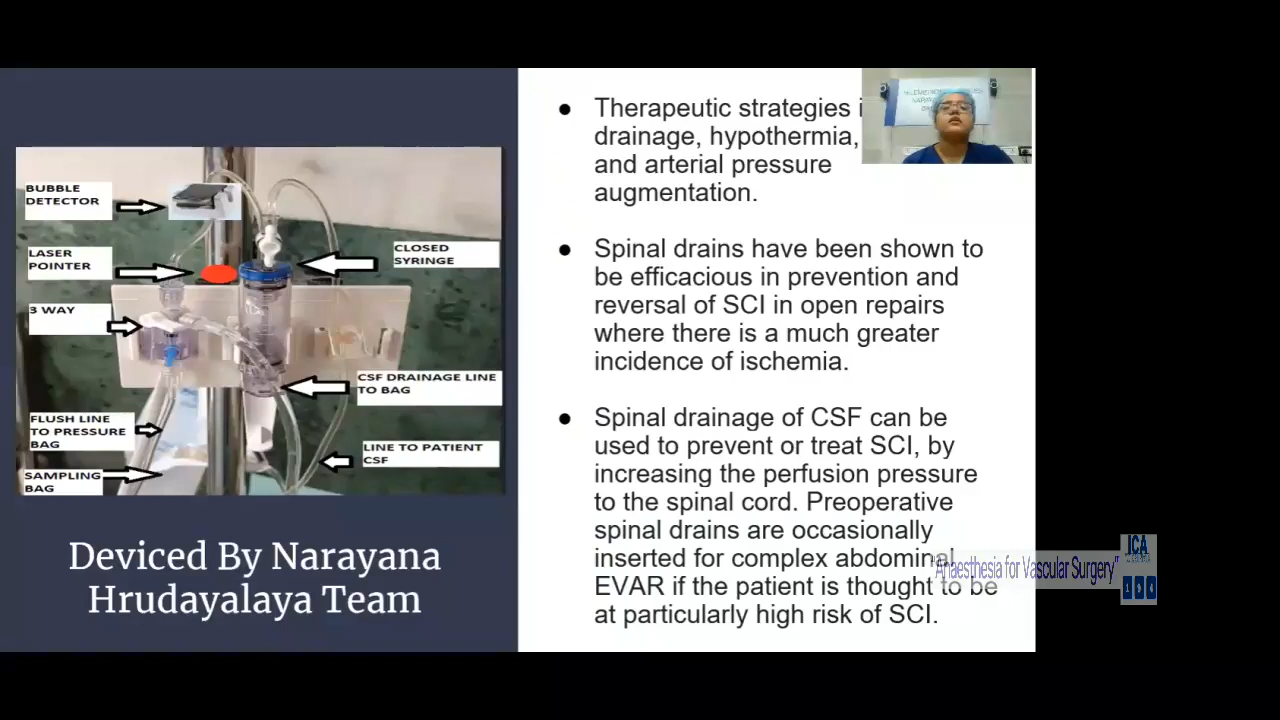 BUBBLE
DETECTOR
LASER
POINTER
3 WAY
FLUSH LINE
TO PRESSURE
BAG
SAMPLING
BAG
CLOSED
SYRINGE
CSF DRAINAGE LINE
TO BAG
LINE TO PATIENT
CSF
Deviced By Narayana
Hrudayalaya Team
● Therapeutic strategies
drainage, hypothermia,
and arterial pressure
augmentation.
● Spinal drains have been shown to
be efficacious in prevention and
reversal of SCI in open repairs
where there is a much greater
incidence of ischemia.
● Spinal drainage of CSF can be
used to prevent or treat SCI, by
increasing the perfusion pressure
to the spinal cord. Preoperative
spinal drains are occasionally
inserted for complex abdominal
EVAR if the patient is thought to be
at particularly high risk of SCI.
"Anaesthesia for Vascular Surgery"
ICA